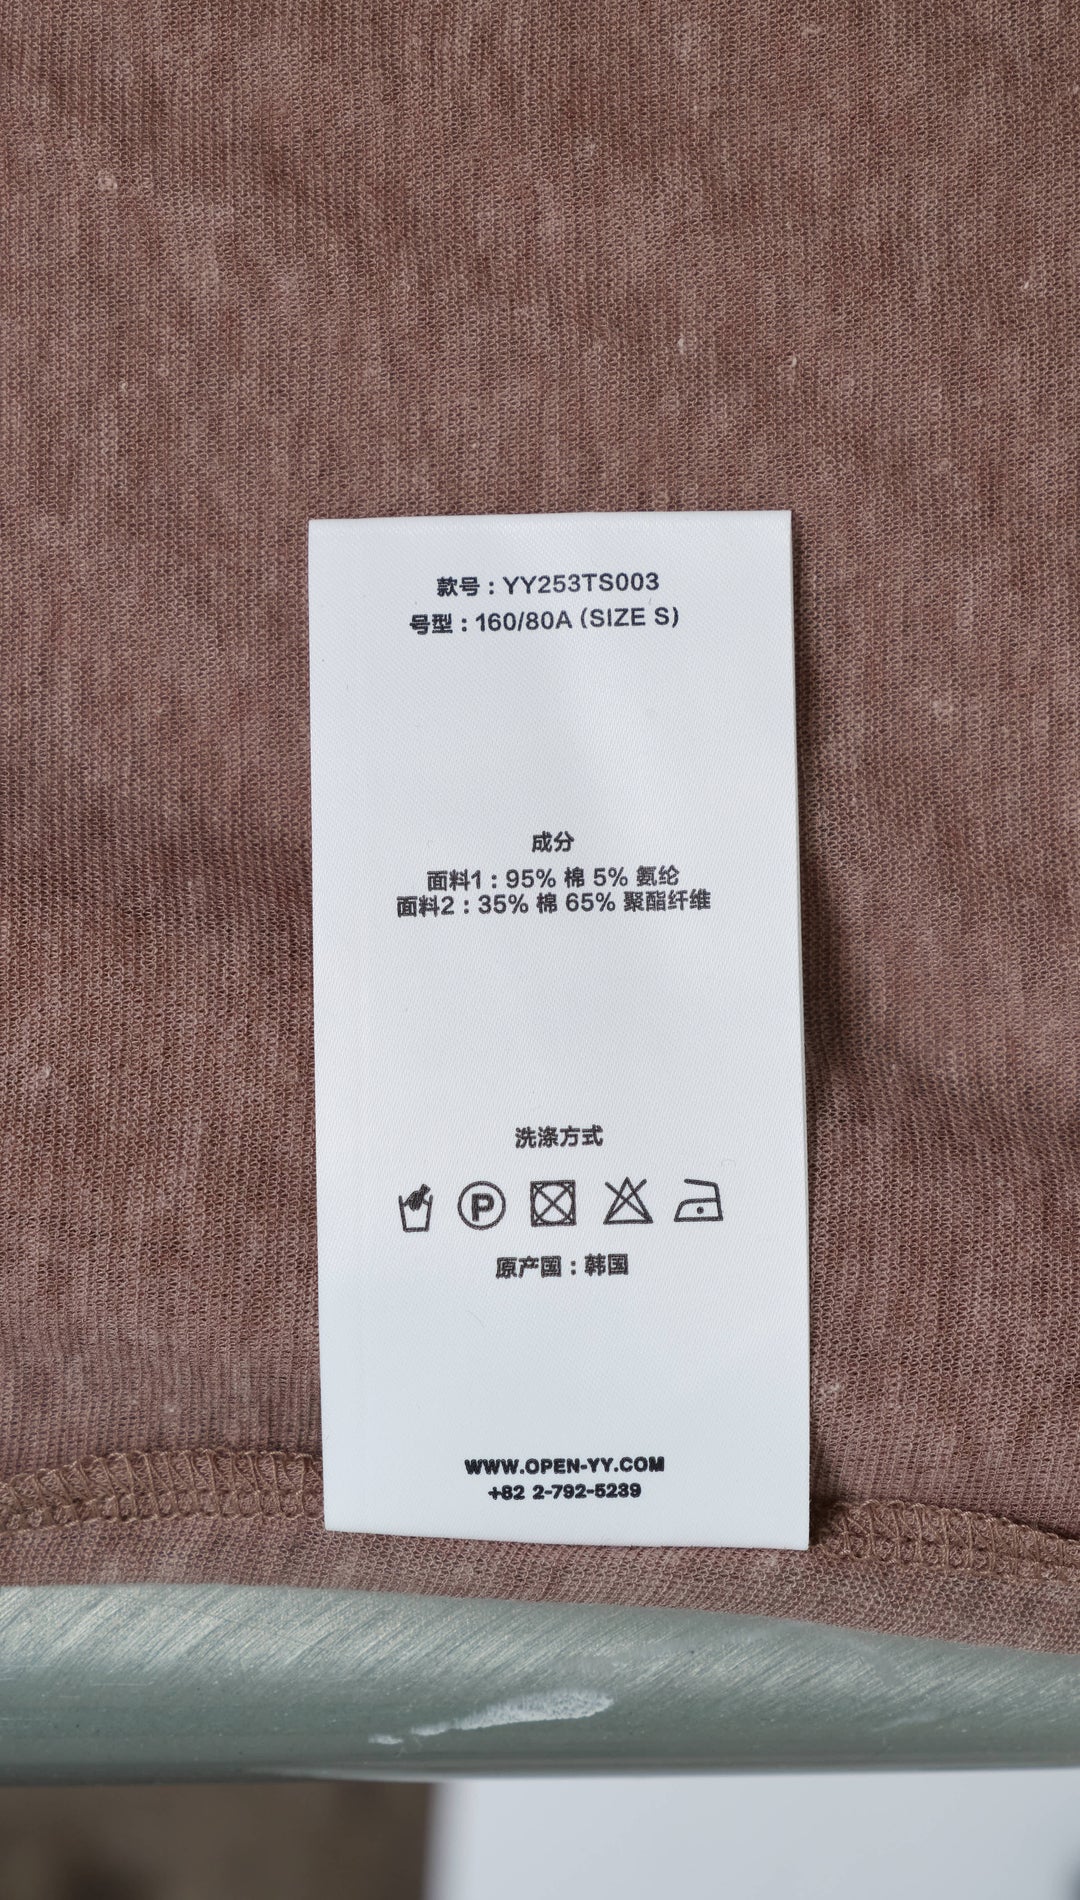 款号：YY253TS003
号型：160/80A (SIZE S)
成分
面料1：95% 棉 5% 氨纶
面料2：35% 棉 65% 聚酯纤维
洗涤方式
P
原产国：韩国
WWW.OPEN-YY.COM
+82 2-792-5239